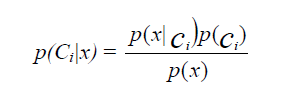 p(Cᵢ|x) = p(x|Cᵢ)p(Cᵢ) / p(x)